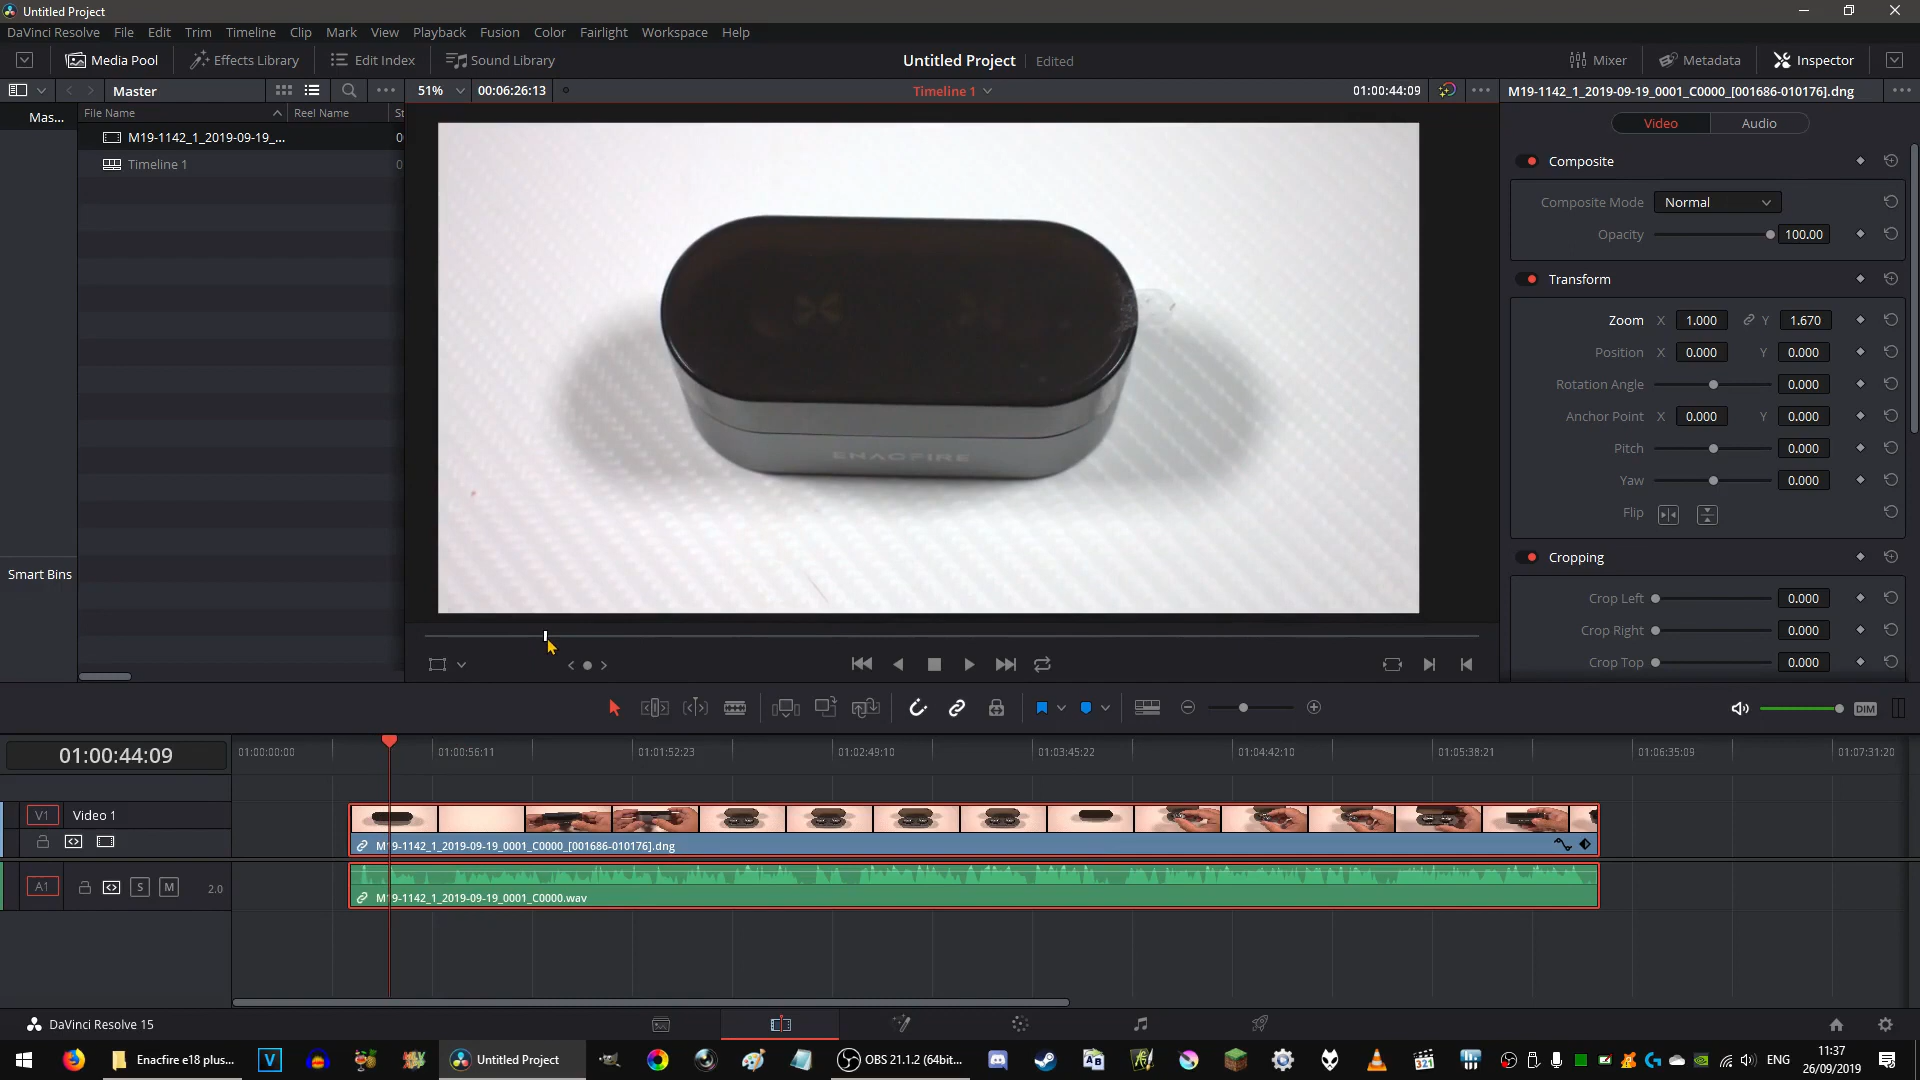 Untitled Project
DaVinci Resolve File Edit Trim Timeline Clip Mark View Playback Fusion Color Fairlight Workspace Help
Media Pool Effects Library Edit Index Sound Library Untitled Project Edited Mixer Metadata Inspector
Master 51% 00:06:26:13 Timeline 1 01:00:44:09 M19-1142_1_2019-09-19_0001_C0000_[001686-010176].dng
Mas... File Name Reel Name St
Video Audio
M19-1142_1_2019-09-19_... 0
Timeline 1 0
Composite
Composite Mode Normal
Opacity 100.00
Transform
Zoom X 1.000 Y 1.670
Position X 0.000 Y 0.000
Rotation Angle 0.000
Anchor Point X 0.000 Y 0.000
Pitch 0.000
Yaw 0.000
Flip
Cropping
Crop Left 0.000
Crop Right 0.000
Crop Top 0.000
ENACFIRE
Smart Bins
DIM
01:00:44:09 01:00:00:00 01:00:56:11 01:01:52:23 01:02:49:10 01:03:45:22 01:04:42:10 01:05:38:21 01:06:35:09 01:07:31:20
V1 Video 1
M19-1142_1_2019-09-19_0001_C0000_[001686-010176].dng
A1 S M 2.0
M19-1142_1_2019-09-19_0001_C0000.wav
DaVinci Resolve 15
Enacfire e18 plus... V Untitled Project OBS 21.1.2 (64bit... 321 ENG 11:37
26/09/2019